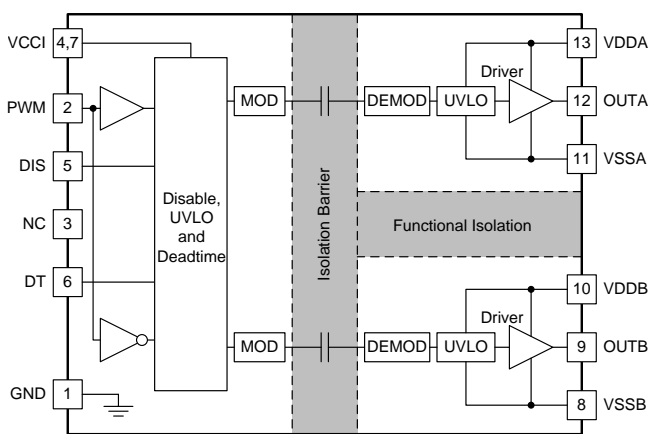 VCCI 4,7
PWM 2
DIS 5
NC 3
DT 6
GND 1
Disable,
UVLO
and
Deadtime
MOD
MOD
Isolation Barrier
DEMOD UVLO Driver
Functional Isolation
DEMOD UVLO Driver
13 VDDA
12 OUTA
11 VSSA
10 VDDB
9 OUTB
8 VSSB